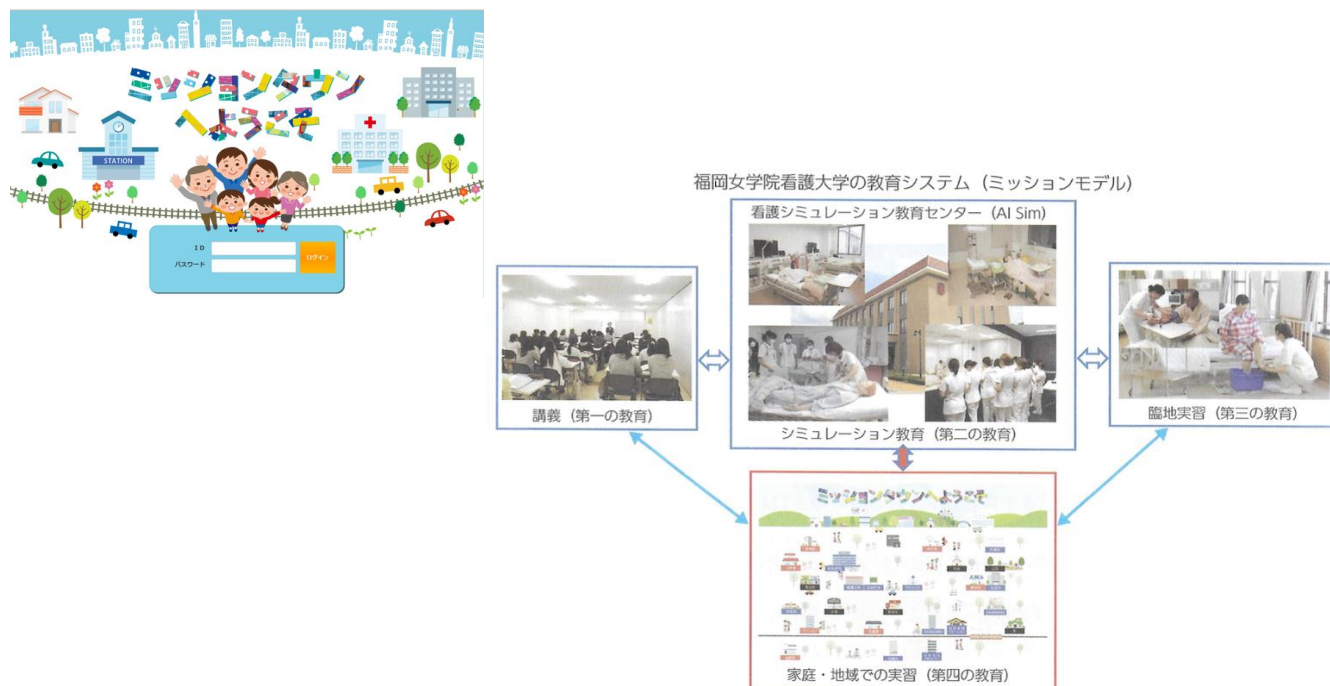 ミッションタウン
へようこそ
STATION
ID
パスワード
ログイン
福岡女学院看護大学の教育システム（ミッションモデル）
看護シミュレーション教育センター（AI Sim）
講義（第一の教育）
シミュレーション教育（第二の教育）
臨地実習（第三の教育）
ミッションタウンへようこそ
家庭・地域での実習（第四の教育）